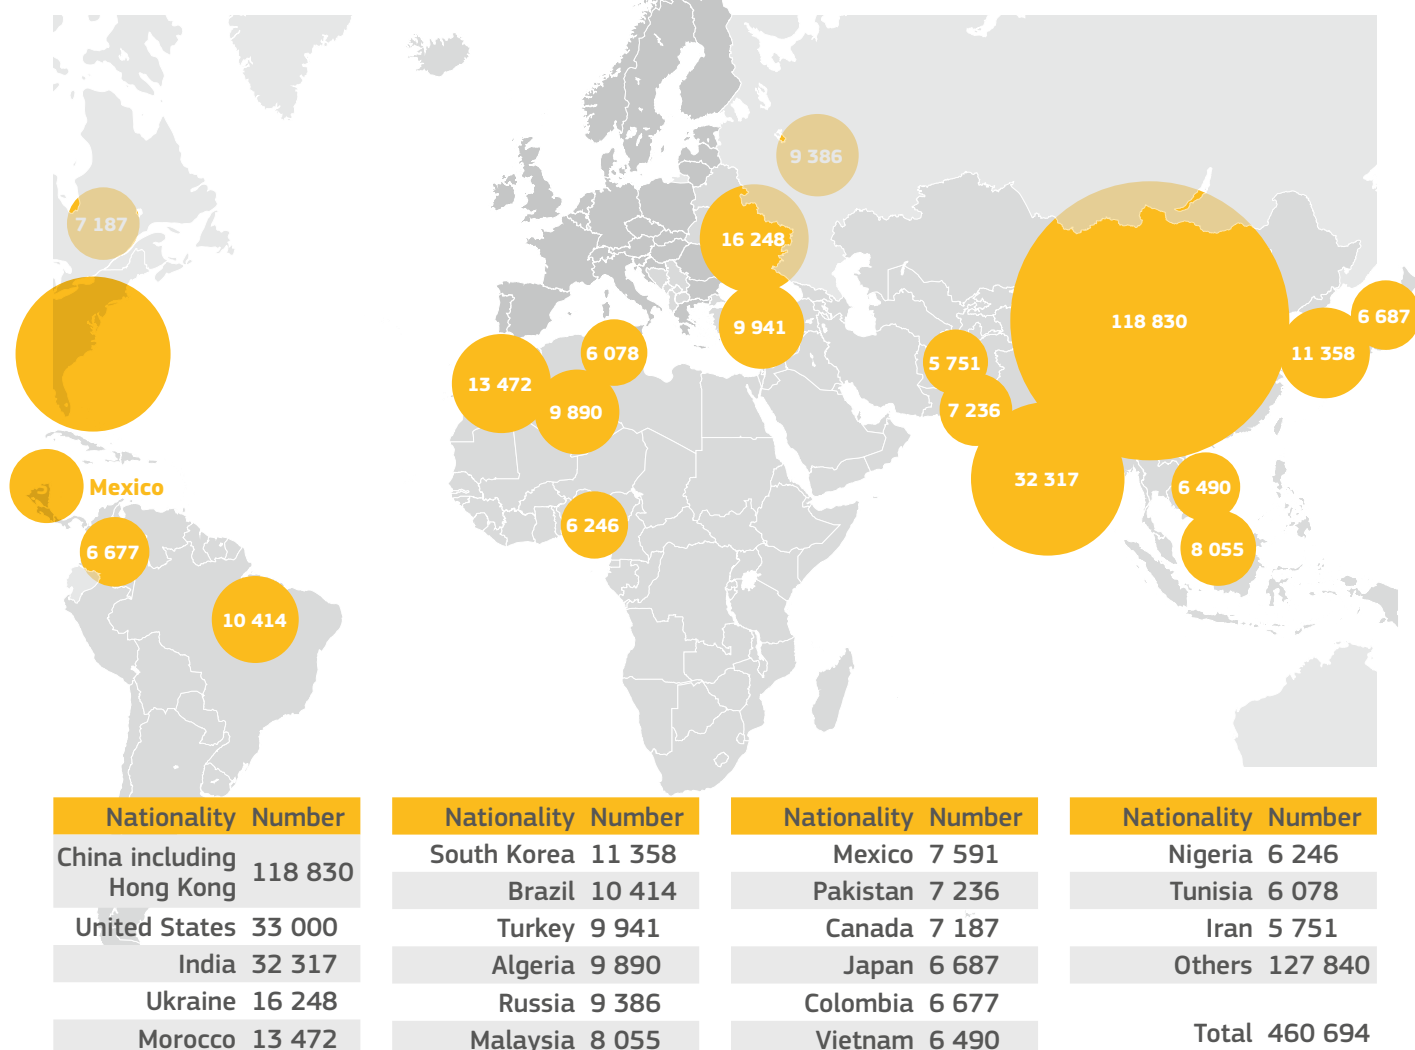 9 386
7 187
16 248
118 830
6 687
9 941
11 358
6 078
5 751
13 472
9 890
7 236
32 317
6 490
Mexico
6 246
6 677
8 055
10 414
Nationality Number
China including Hong Kong 118 830
United States 33 000
India 32 317
Ukraine 16 248
Morocco 13 472
Nationality Number
South Korea 11 358
Brazil 10 414
Turkey 9 941
Algeria 9 890
Russia 9 386
Malaysia 8 055
Nationality Number
Mexico 7 591
Pakistan 7 236
Canada 7 187
Japan 6 687
Colombia 6 677
Vietnam 6 490
Nationality Number
Nigeria 6 246
Tunisia 6 078
Iran 5 751
Others 127 840
Total 460 694